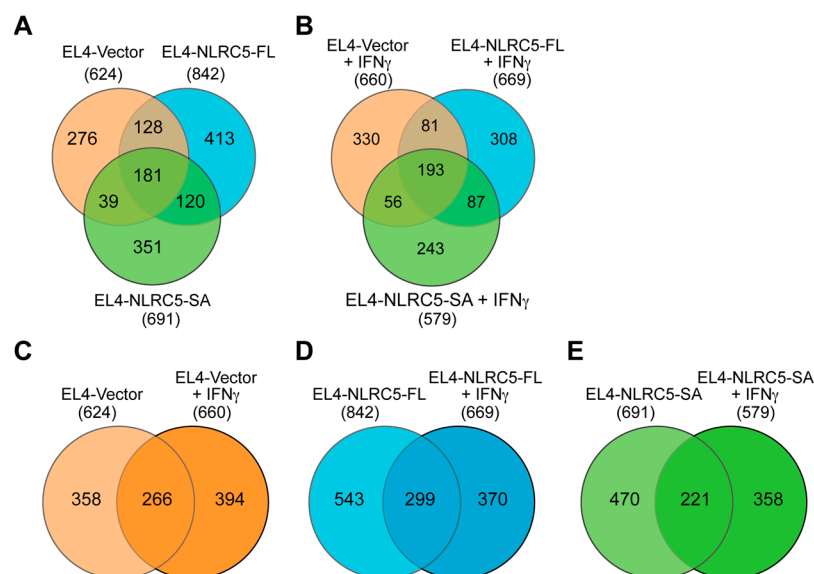 A
EL4-Vector
(624)
EL4-NLRC5-FL
(842)
276
128
413
181
39
120
351
EL4-NLRC5-SA
(691)
B
EL4-Vector
+ IFNγ
(660)
EL4-NLRC5-FL
+ IFNγ
(669)
330
81
308
193
56
87
243
EL4-NLRC5-SA + IFNγ
(579)
C
EL4-Vector
(624)
EL4-Vector
+ IFNγ
(660)
358
266
394
D
EL4-NLRC5-FL
(842)
EL4-NLRC5-FL
+ IFNγ
(669)
543
299
370
E
EL4-NLRC5-SA
(691)
EL4-NLRC5-SA
+ IFNγ
(579)
470
221
358